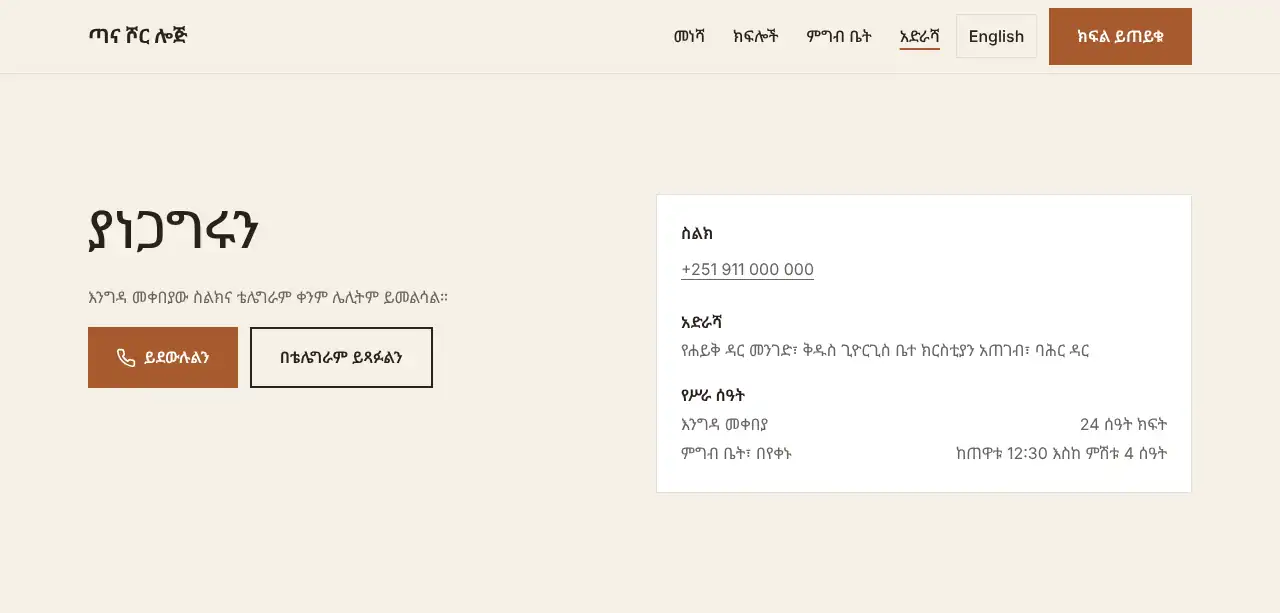 ጣና ሾር ሎጅ
መነሻ ክፍሎች ምግብ ቤት አድራሻ English ክፍል ይጠይቁ
ያነጋግሩን
እንግዳ መቀበያው ስልክና ቴሌግራም ቀንም ሌሊትም ይመልሳል።
ይደውሉልን በቴሌግራም ይጻፉልን
ስልክ
+251 911 000 000
አድራሻ
የሐይቅ ዳር መንገድ፣ ቅዱስ ጊዮርጊስ ቤተ ክርስቲያን አጠገብ፣ ባሕር ዳር
የሥራ ሰዓት
እንግዳ መቀበያ 24 ሰዓት ክፍት
ምግብ ቤት፣ በየቀኑ ከጠዋቱ 12:30 እስከ ምሽቱ 4 ሰዓት